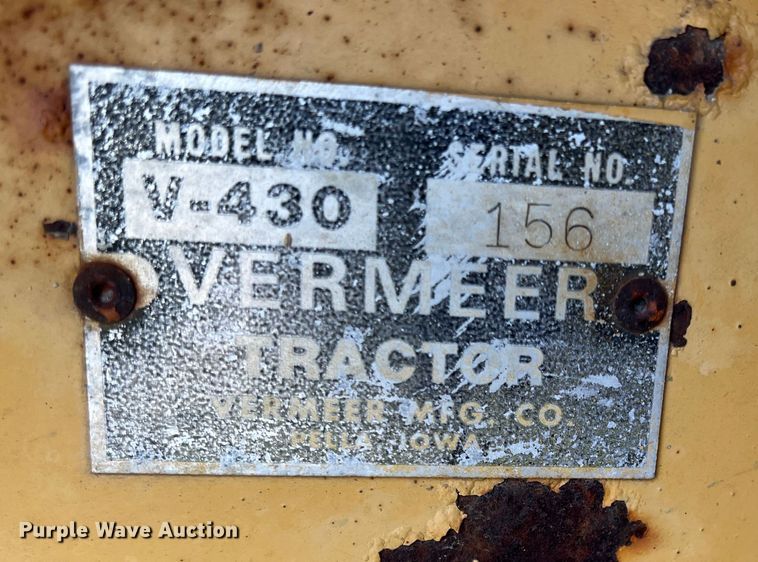 MODEL NO. SERIAL NO.
V-430 156
VERMEER
TRACTOR
VERMEER MFG. CO.
PELLA, IOWA
Purple Wave Auction